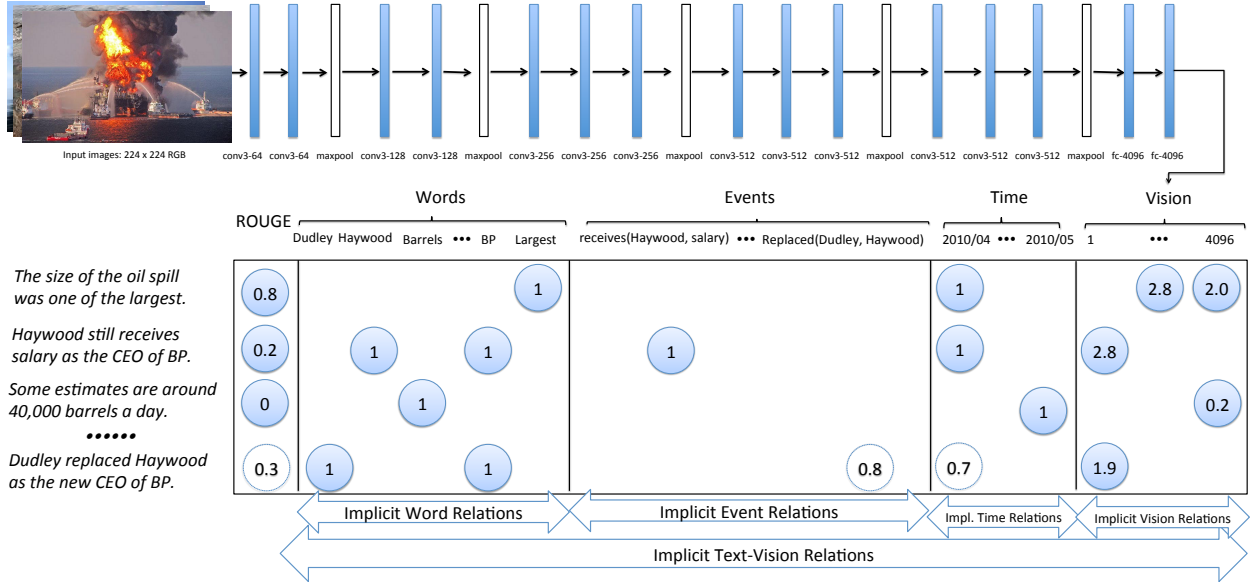 Input images: 224 x 224 RGB
conv3-64 conv3-64 maxpool conv3-128 conv3-128 maxpool conv3-256 conv3-256 conv3-256 maxpool conv3-512 conv3-512 conv3-512 maxpool conv3-512 conv3-512 conv3-512 maxpool fc-4096 fc-4096
Words Events Time Vision
ROUGE
Dudley Haywood Barrels ••• BP Largest receives(Haywood, salary) ••• Replaced(Dudley, Haywood) 2010/04 ••• 2010/05 1 ••• 4096
The size of the oil spill
was one of the largest.
0.8 1 1 2.8 2.0
Haywood still receives
salary as the CEO of BP.
0.2 1 1 1 1 2.8
Some estimates are around
40,000 barrels a day.
0 1 1 0.2
••••••
Dudley replaced Haywood
as the new CEO of BP.
0.3 1 1 0.8 0.7 1.9
Implicit Word Relations Implicit Event Relations Impl. Time Relations Implicit Vision Relations
Implicit Text-Vision Relations